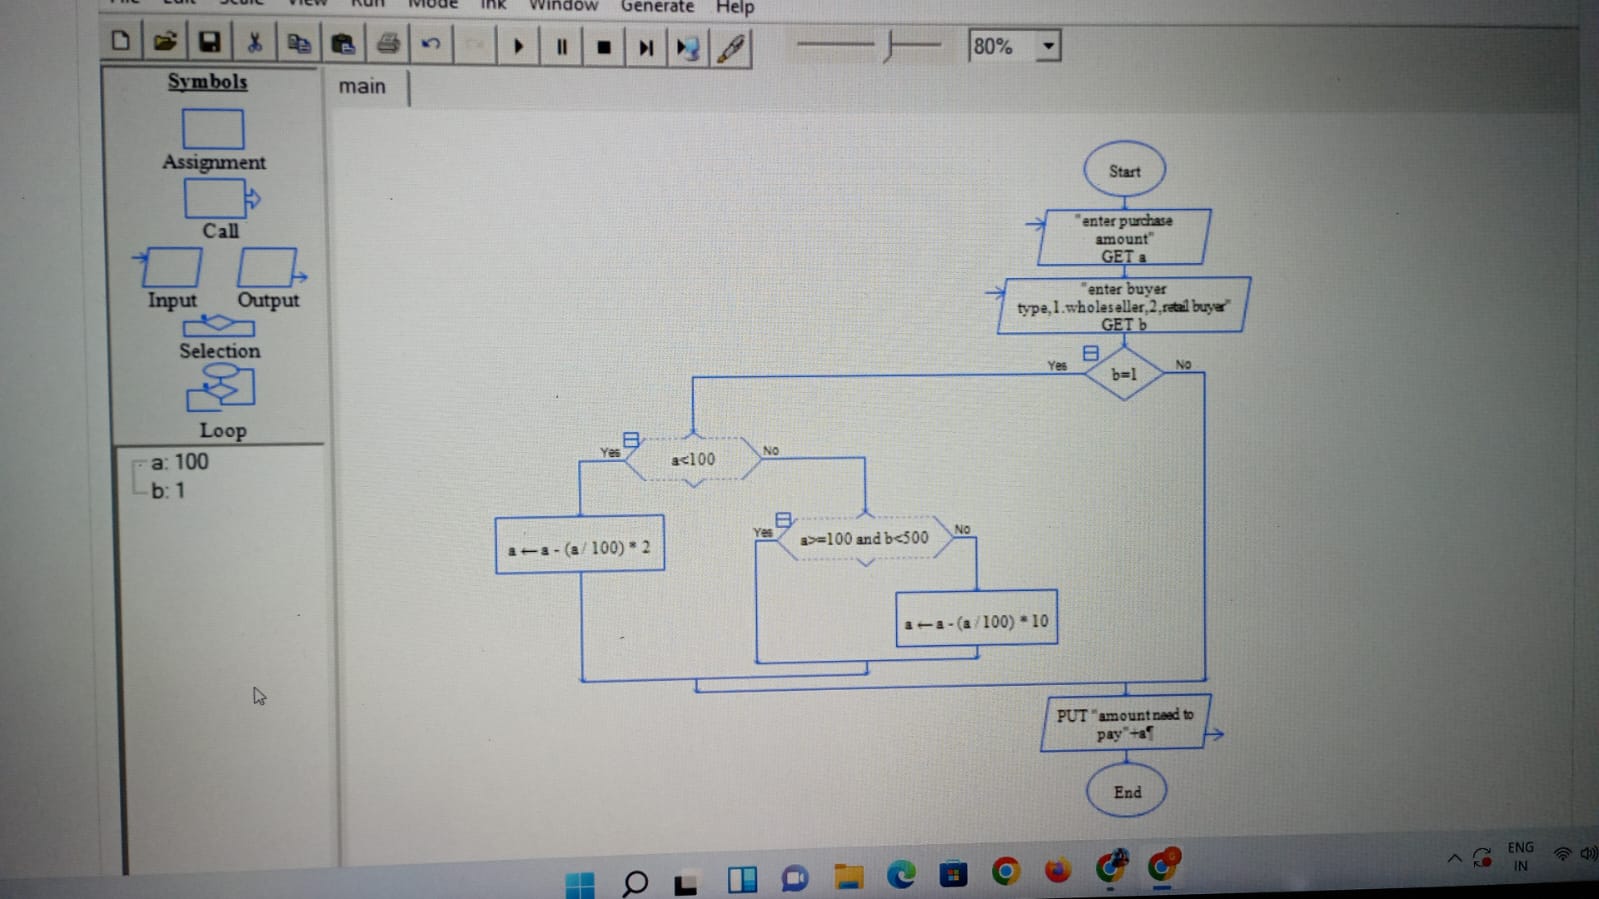 File Edit Scale View Run Mode Ink Window Generate Help
80%
Symbols
Assignment
Call
Input Output
Selection
Loop
a: 100
b: 1
main
Start
"enter purchase
amount"
GET a
"enter buyer
type,1.wholeseller,2,retail buyer"
GET b
Yes
b=1
No
Yes
a<100
No
a ← a - (a / 100) * 2
Yes
a>=100 and b<500
No
a ← a - (a / 100) * 10
PUT "amount need to
pay"+a¶
End
ENG
IN